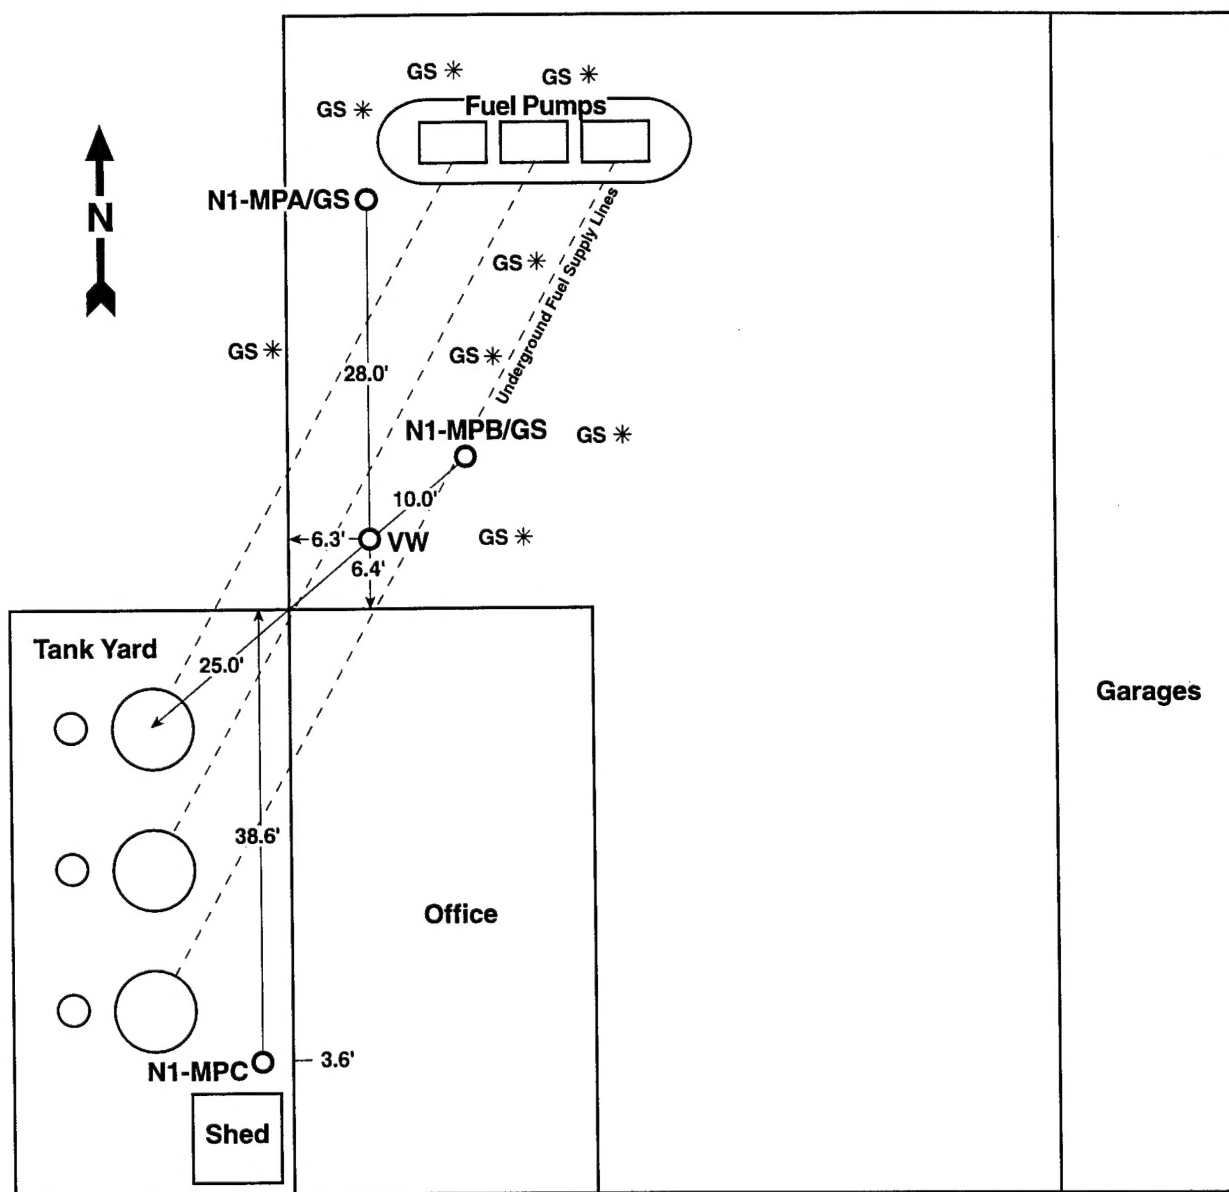 GS ✳
GS ✳
GS ✳
Fuel Pumps
N
N1-MPA/GS
Underground Fuel Supply Lines
GS ✳
GS ✳
GS ✳
28.0'
N1-MPB/GS
GS ✳
10.0'
6.3'
VW
GS ✳
6.4'
Tank Yard
25.0'
Garages
38.6'
Office
N1-MPC
3.6'
Shed